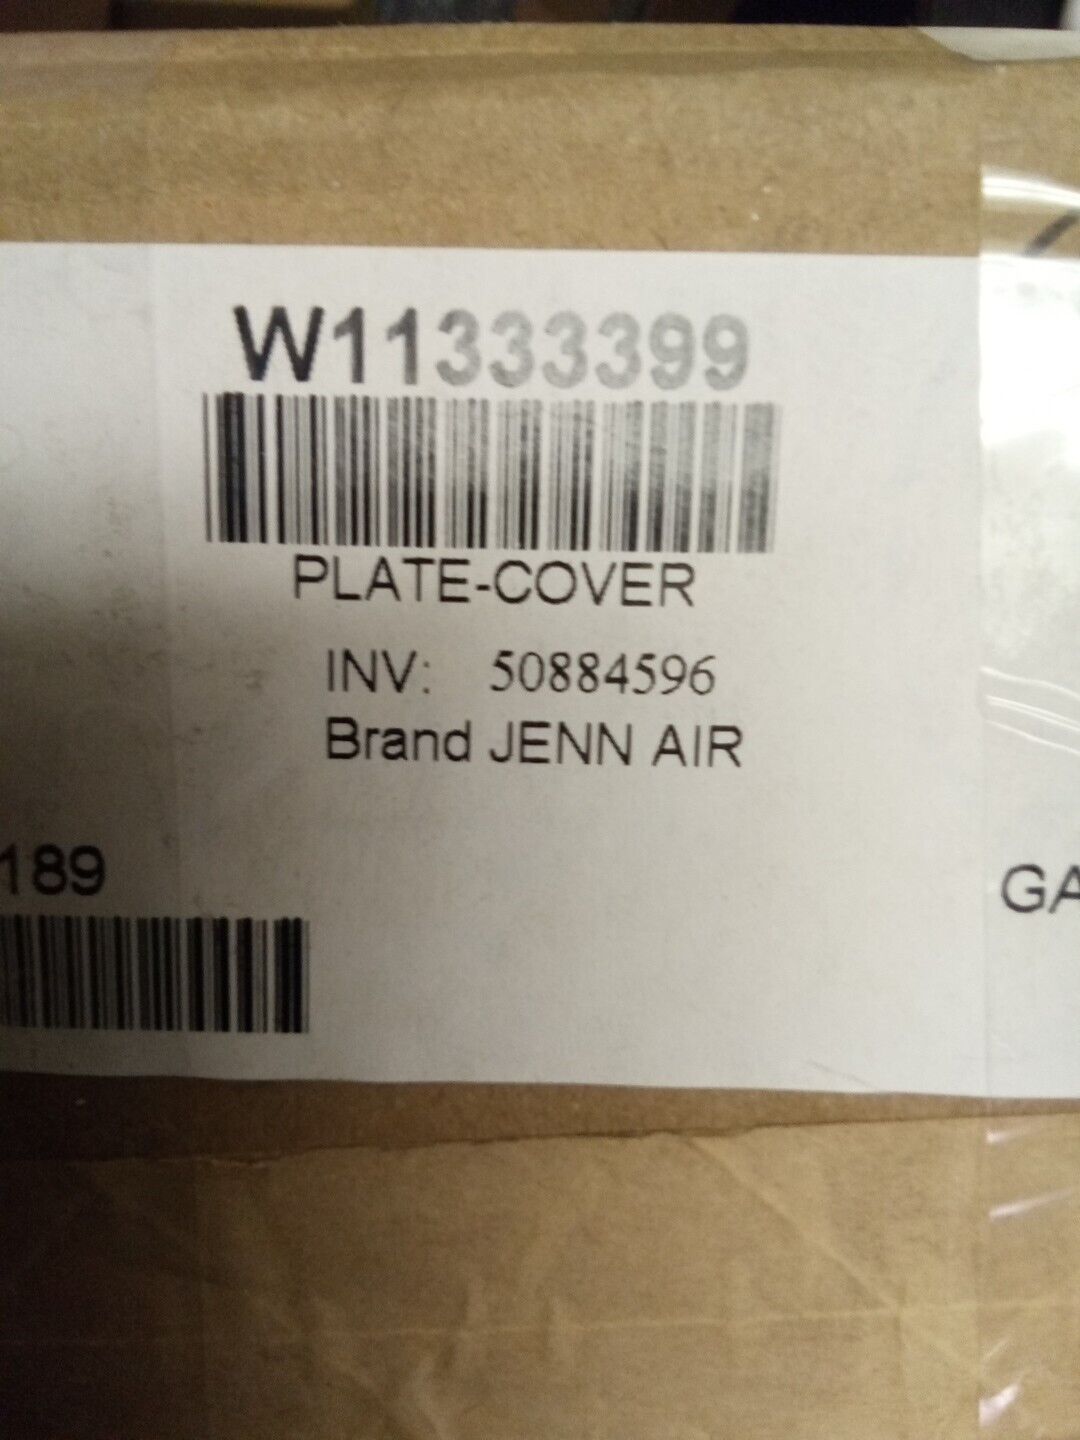 W11333399
PLATE-COVER
INV: 50884596
Brand JENN AIR
189
GA